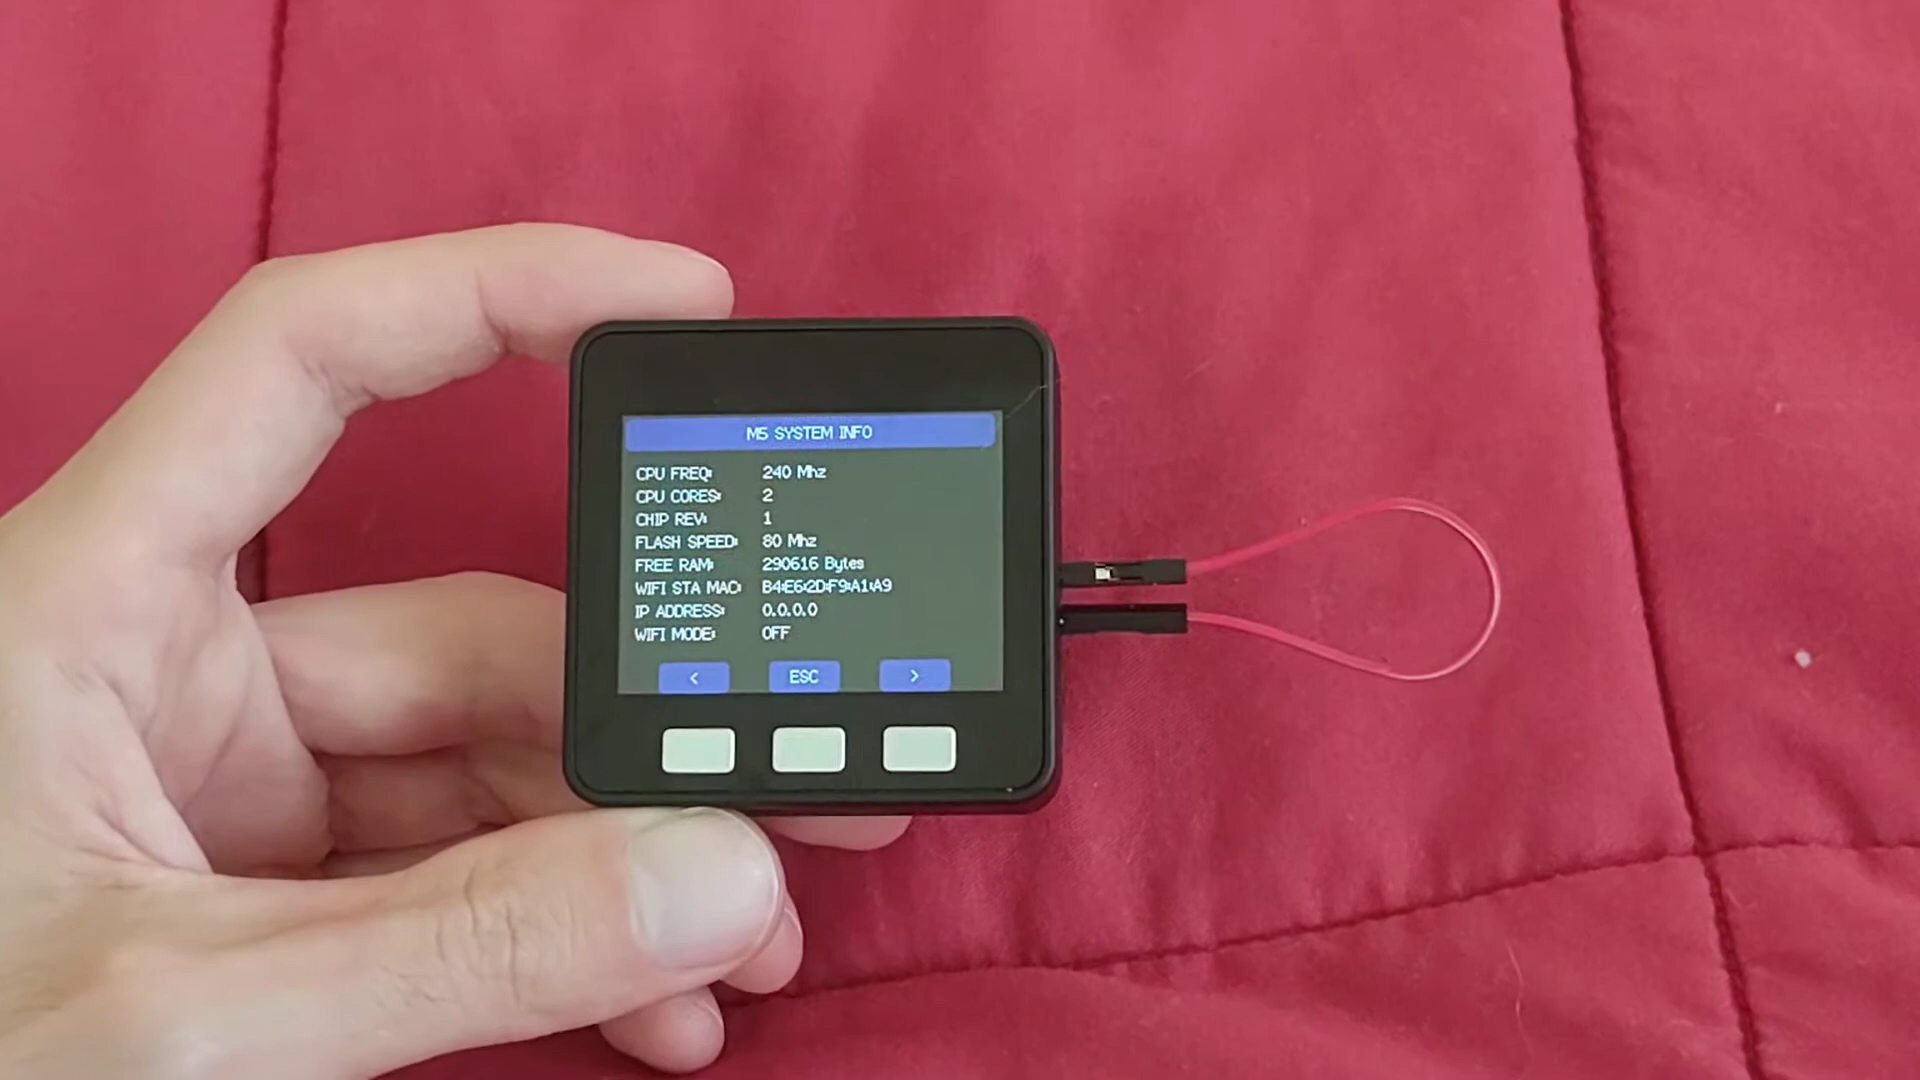 M5 SYSTEM INFO
CPU FREQ: 240 Mhz
CPU CORES: 2
CHIP REV: 1
FLASH SPEED: 80 Mhz
FREE RAM: 290616 Bytes
WIFI STA MAC: B4:E6:2D:F9:A1:A9
IP ADDRESS: 0.0.0.0
WIFI MODE: OFF
< ESC >